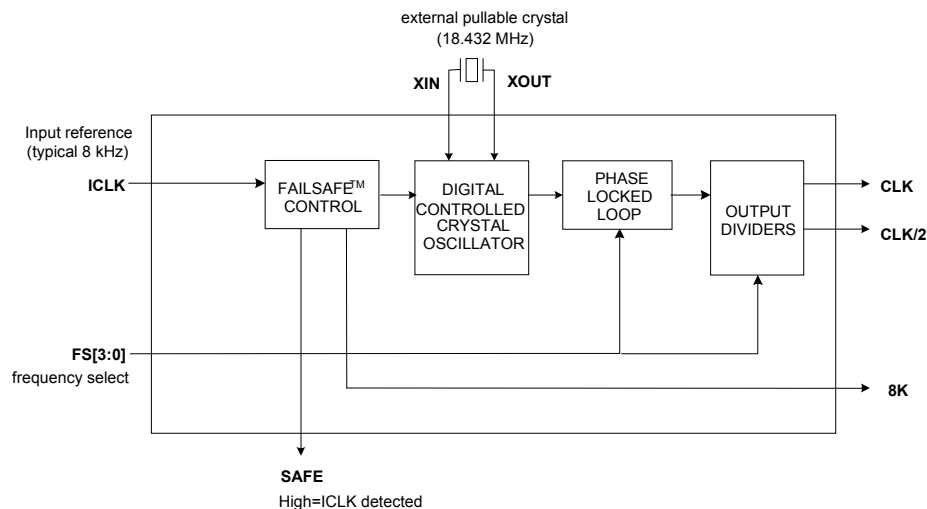 external pullable crystal
(18.432 MHz)
XIN
XOUT
Input reference
(typical 8 kHz)
ICLK
FAILSAFE™
CONTROL
DIGITAL
CONTROLLED
CRYSTAL
OSCILLATOR
PHASE
LOCKED
LOOP
OUTPUT
DIVIDERS
CLK
CLK/2
FS[3:0]
frequency select
8K
SAFE
High=ICLK detected